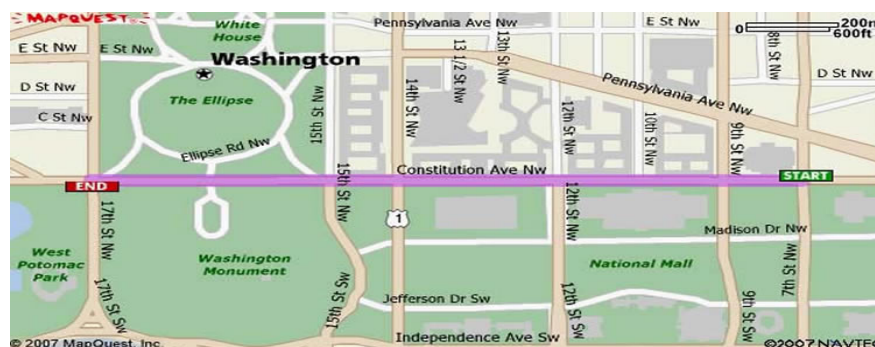 MAPQUEST
White
House
Pennsylvania Ave Nw
E St Nw
0
200m
600ft
E St Nw
E St Nw
Washington
13 1/2 St Nw
13th St Nw
8th St Nw
D St Nw
The Ellipse
15th St Nw
14th St Nw
Pennsylvania Ave Nw
D St Nw
C St Nw
12th St Nw
10th St Nw
9th St Nw
Ellipse Rd Nw
15th St Nw
Constitution Ave Nw
START
END
17th St Nw
1
12th St Nw
Madison Dr Nw
West
Potomac
Park
Washington
Monument
National Mall
7th St Nw
17th St Sw
15th St Sw
Jefferson Dr Sw
12th St Sw
9th St Sw
Independence Ave Sw
© 2007 MapQuest, Inc.
©2007 NAVTEQ